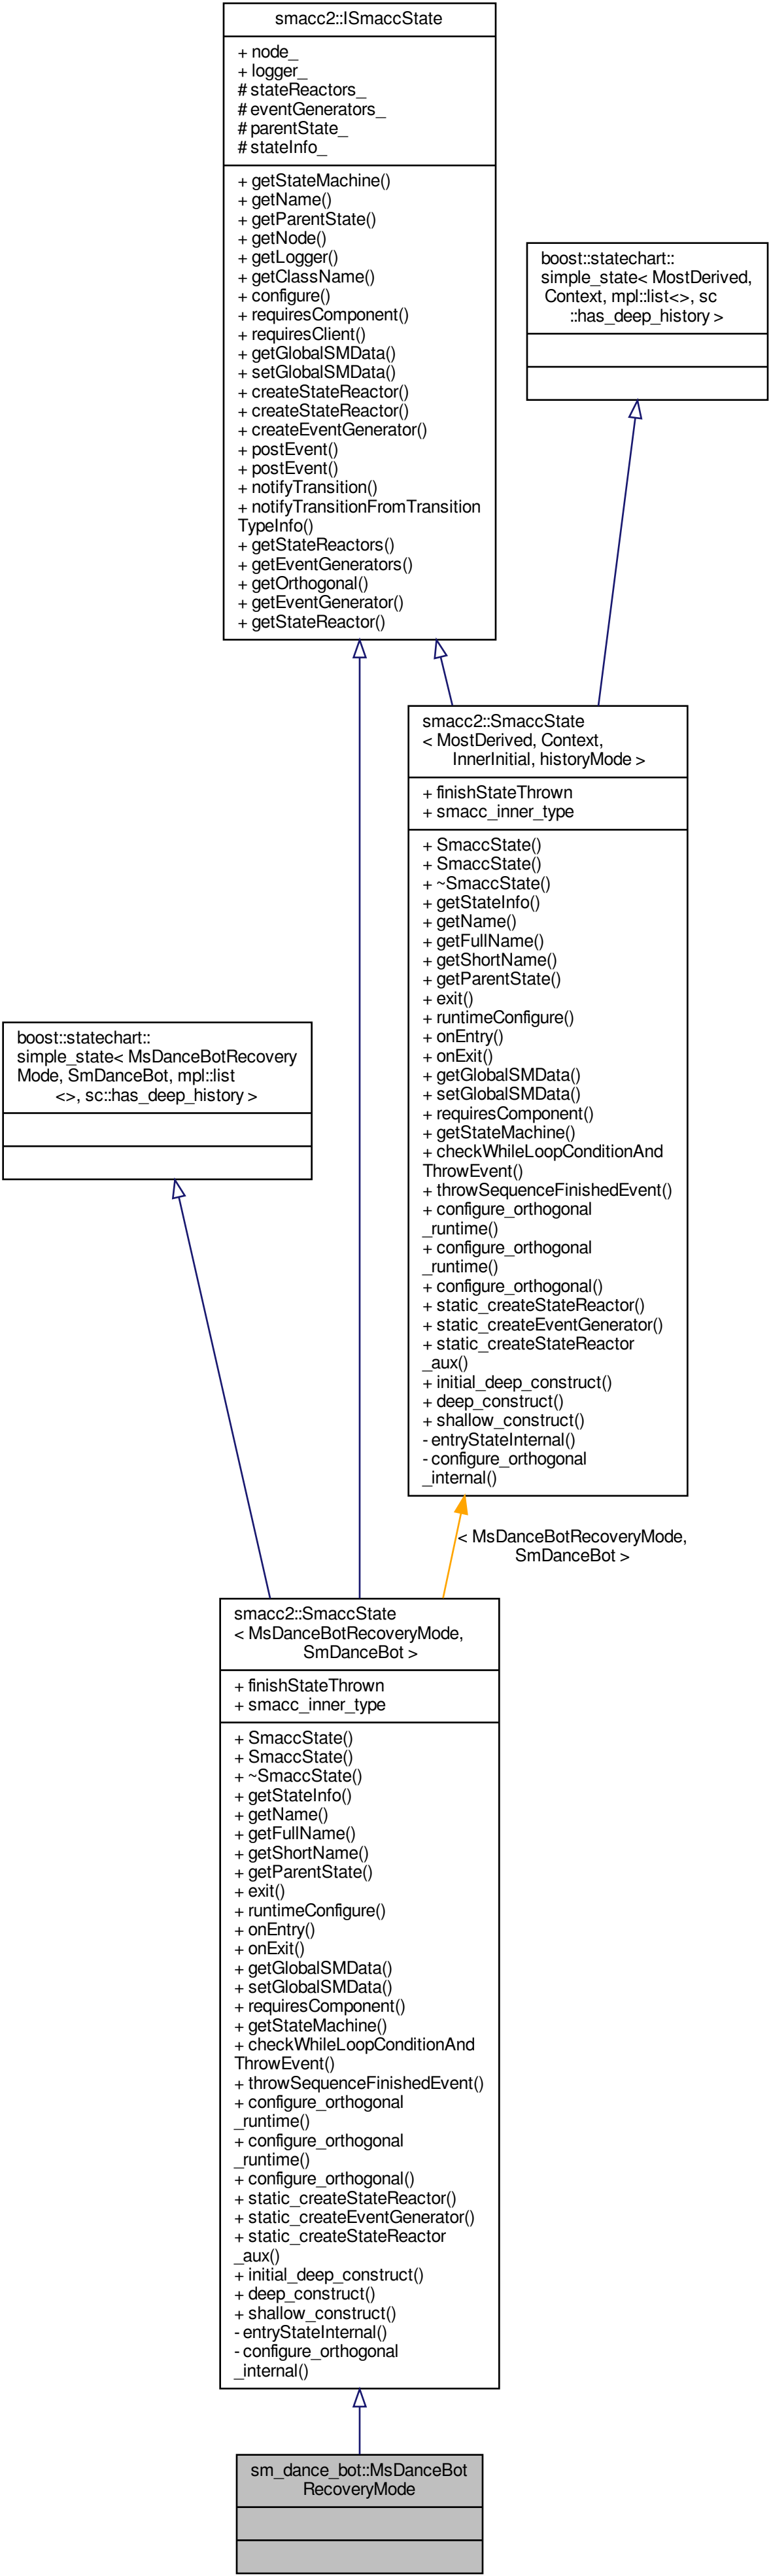 smacc2::ISmaccState
+ node_
+ logger_
# stateReactors_
# eventGenerators_
# parentState_
# stateInfo_
+ getStateMachine()
+ getName()
+ getParentState()
+ getNode()
+ getLogger()
+ getClassName()
+ configure()
+ requiresComponent()
+ requiresClient()
+ getGlobalSMData()
+ setGlobalSMData()
+ createStateReactor()
+ createStateReactor()
+ createEventGenerator()
+ postEvent()
+ postEvent()
+ notifyTransition()
+ notifyTransitionFromTransition
TypeInfo()
+ getStateReactors()
+ getEventGenerators()
+ getOrthogonal()
+ getEventGenerator()
+ getStateReactor()
boost::statechart::
simple_state< MostDerived,
Context, mpl::list<>, sc
::has_deep_history >
smacc2::SmaccState
< MostDerived, Context,
InnerInitial, historyMode >
+ finishStateThrown
+ smacc_inner_type
+ SmaccState()
+ SmaccState()
+ ~SmaccState()
+ getStateInfo()
+ getName()
+ getFullName()
+ getShortName()
+ getParentState()
+ exit()
+ runtimeConfigure()
+ onEntry()
+ onExit()
+ getGlobalSMData()
+ setGlobalSMData()
+ requiresComponent()
+ getStateMachine()
+ checkWhileLoopConditionAnd
ThrowEvent()
+ throwSequenceFinishedEvent()
+ configure_orthogonal
_runtime()
+ configure_orthogonal
_runtime()
+ configure_orthogonal()
+ static_createStateReactor()
+ static_createEventGenerator()
+ static_createStateReactor
_aux()
+ initial_deep_construct()
+ deep_construct()
+ shallow_construct()
- entryStateInternal()
- configure_orthogonal
_internal()
boost::statechart::
simple_state< MsDanceBotRecovery
Mode, SmDanceBot, mpl::list
<>, sc::has_deep_history >
< MsDanceBotRecoveryMode,
SmDanceBot >
smacc2::SmaccState
< MsDanceBotRecoveryMode,
SmDanceBot >
+ finishStateThrown
+ smacc_inner_type
+ SmaccState()
+ SmaccState()
+ ~SmaccState()
+ getStateInfo()
+ getName()
+ getFullName()
+ getShortName()
+ getParentState()
+ exit()
+ runtimeConfigure()
+ onEntry()
+ onExit()
+ getGlobalSMData()
+ setGlobalSMData()
+ requiresComponent()
+ getStateMachine()
+ checkWhileLoopConditionAnd
ThrowEvent()
+ throwSequenceFinishedEvent()
+ configure_orthogonal
_runtime()
+ configure_orthogonal
_runtime()
+ configure_orthogonal()
+ static_createStateReactor()
+ static_createEventGenerator()
+ static_createStateReactor
_aux()
+ initial_deep_construct()
+ deep_construct()
+ shallow_construct()
- entryStateInternal()
- configure_orthogonal
_internal()
sm_dance_bot::MsDanceBot
RecoveryMode